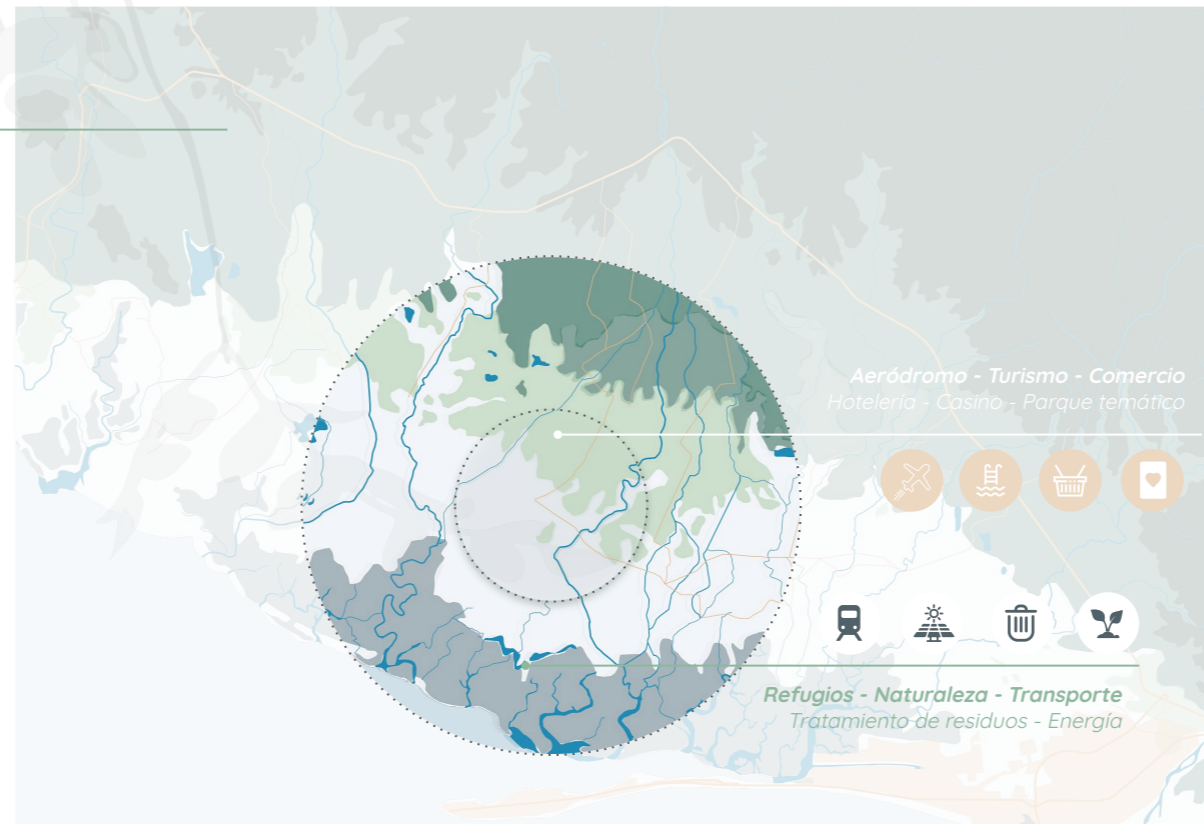 Aeródromo - Turismo - Comercio
Hotelería - Casino - Parque temático
Refugios - Naturaleza - Transporte
Tratamiento de residuos - Energía